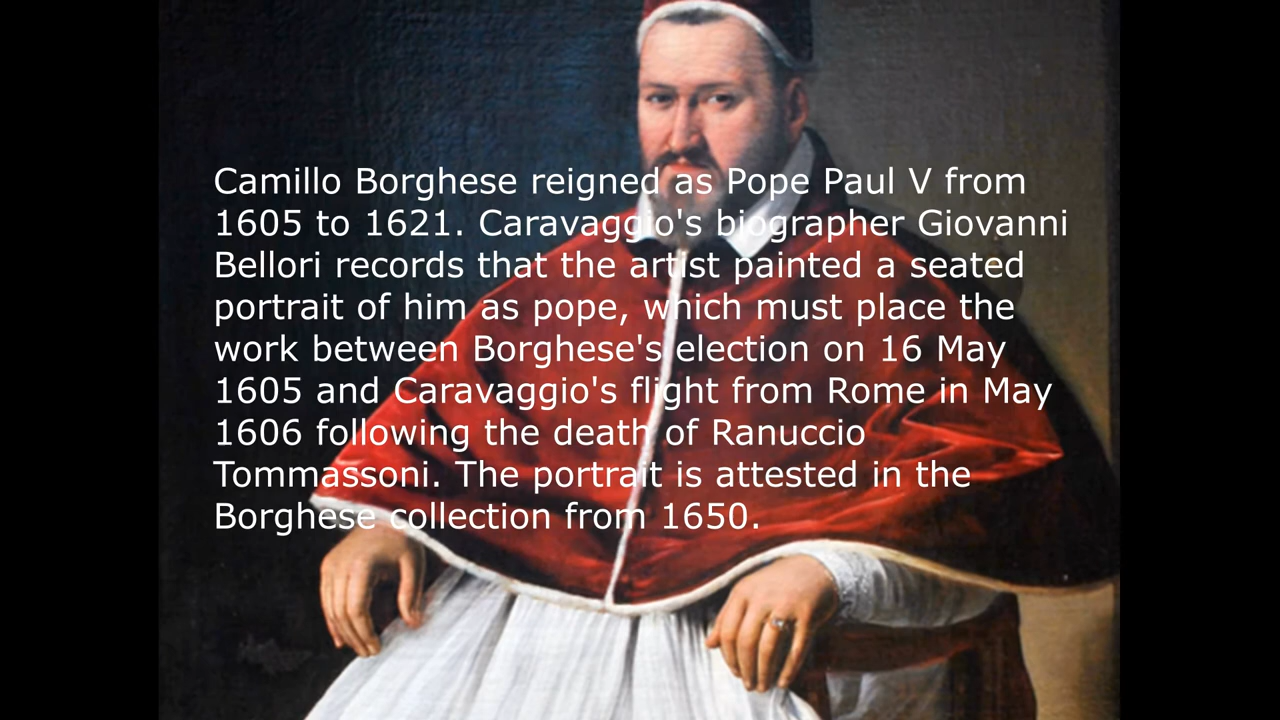 Camillo Borghese reigned as Pope Paul V from
1605 to 1621. Caravaggio's biographer Giovanni
Bellori records that the artist painted a seated
portrait of him as pope, which must place the
work between Borghese's election on 16 May
1605 and Caravaggio's flight from Rome in May
1606 following the death of Ranuccio
Tommassoni. The portrait is attested in the
Borghese collection from 1650.